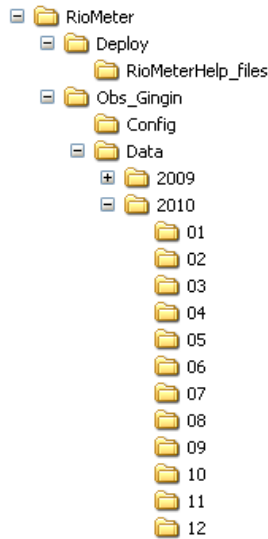 RioMeter
Deploy
RioMeterHelp_files
Obs_Gingin
Config
Data
2009
2010
01
02
03
04
05
06
07
08
09
10
11
12